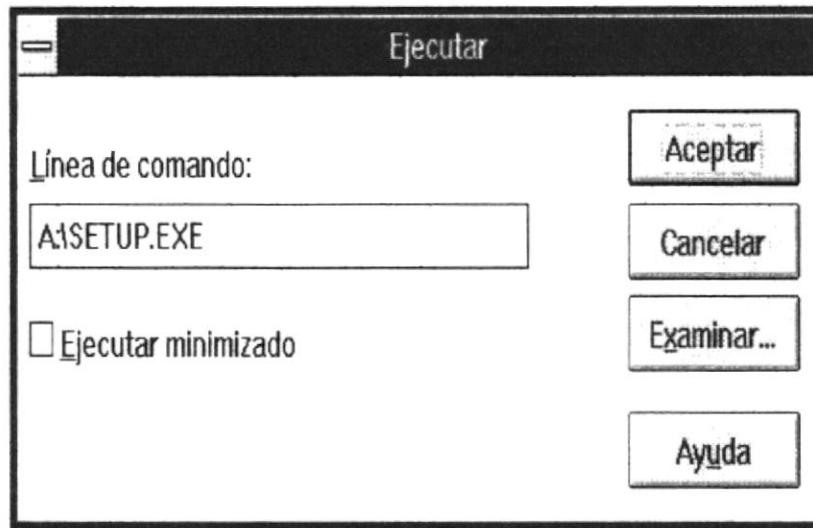 Ejecutar
Línea de comando:
A:\SETUP.EXE
Ejecutar minimizado
Aceptar
Cancelar
Examinar...
Ayuda